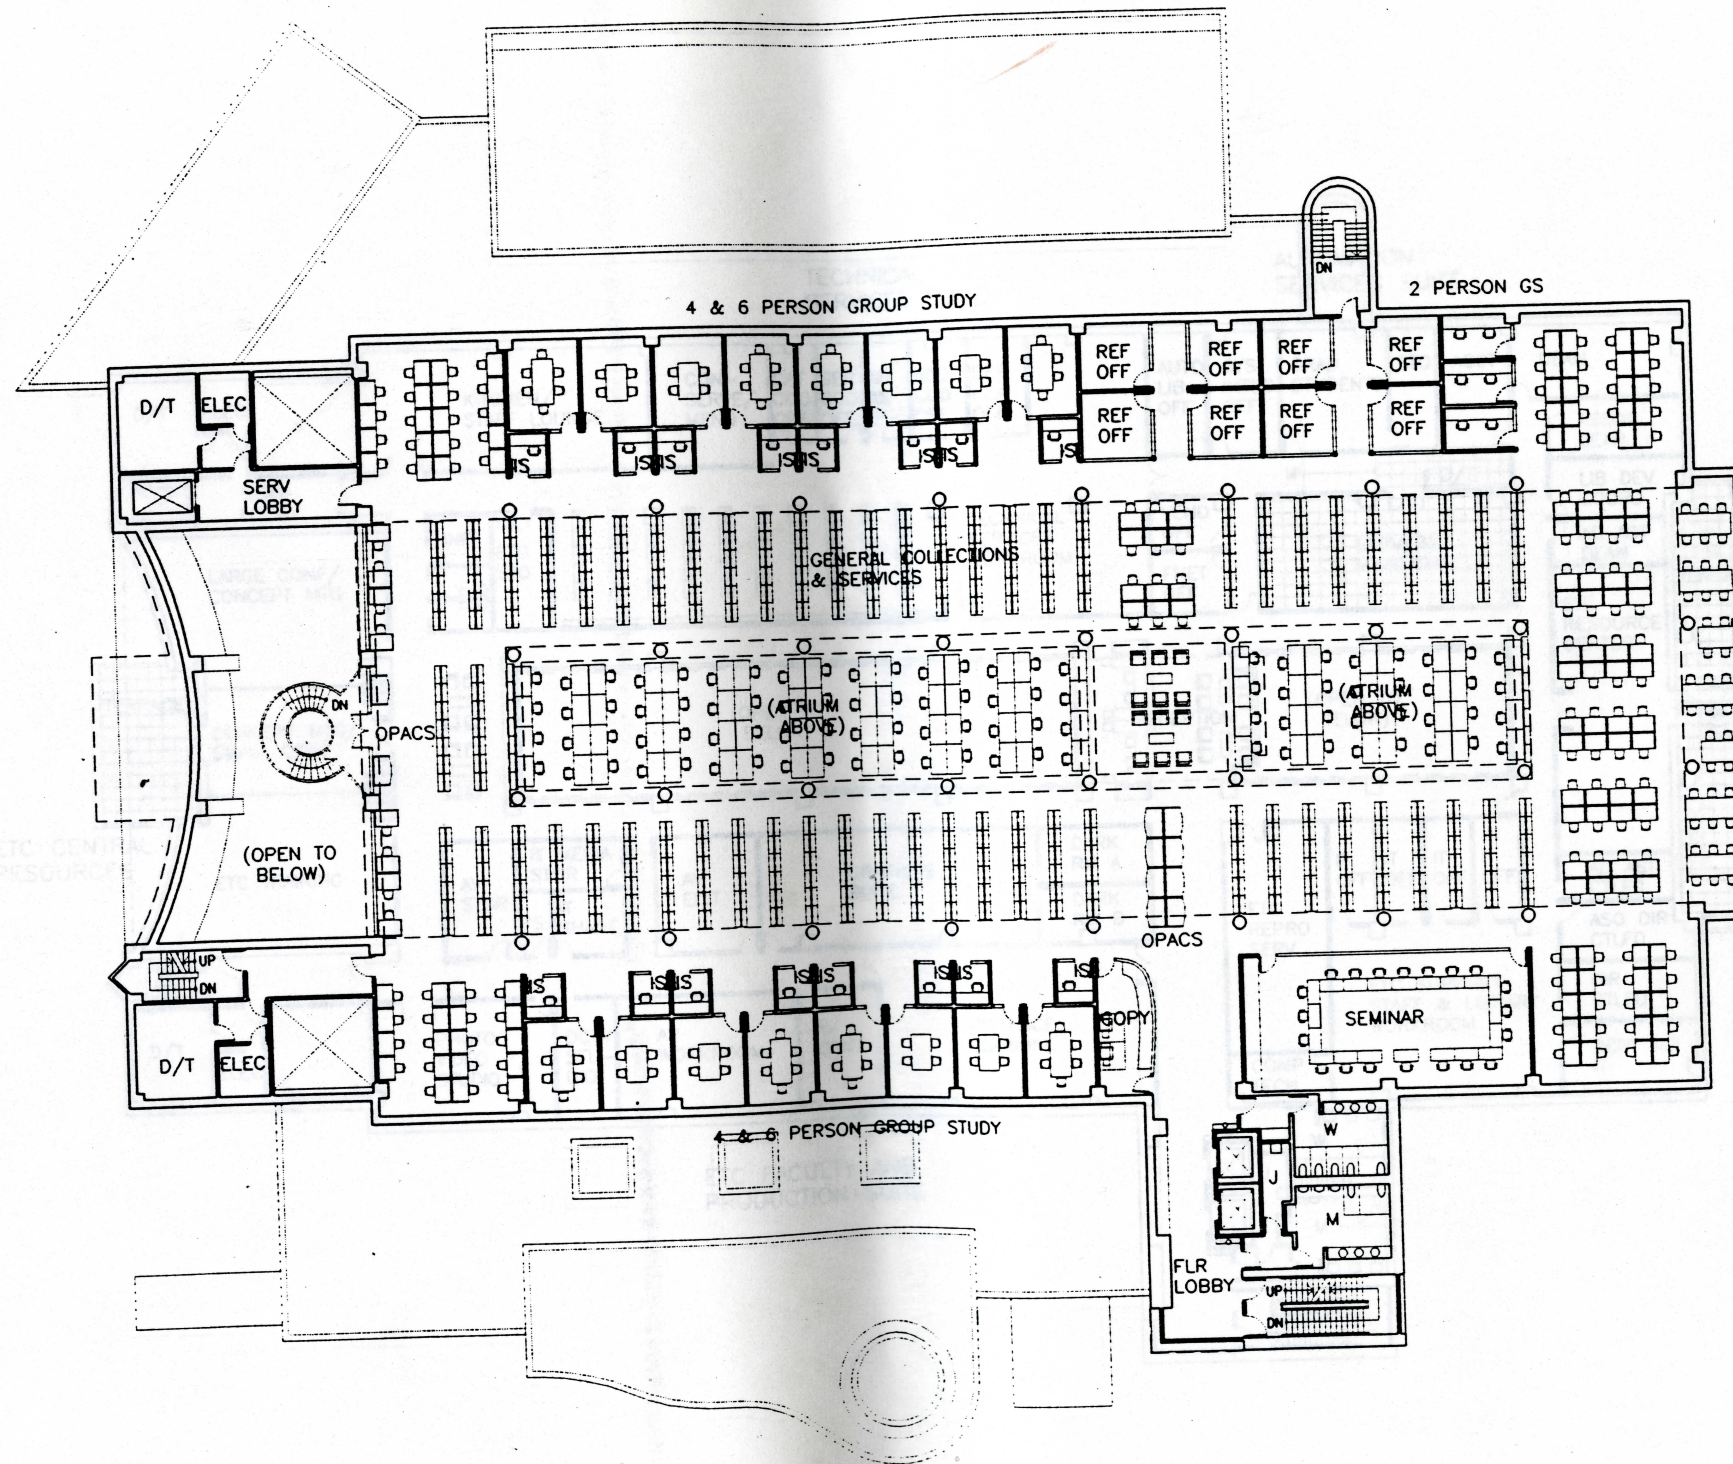 4 & 6 PERSON GROUP STUDY
2 PERSON GS
DN
D/T
ELEC
SERV
LOBBY
REF
OFF
REF
OFF
REF
OFF
REF
OFF
REF
OFF
REF
OFF
REF
OFF
REF
OFF
IS
IS
IS
IS
IS
IS
IS
IS
GENERAL COLLECTIONS
& SERVICES
DN
OPACS
(ATRIUM
ABOVE)
(ATRIUM
ABOVE)
(OPEN TO
BELOW)
OPACS
UP
DN
IS
IS
IS
IS
IS
IS
IS
IS
COPY
SEMINAR
D/T
ELEC
4 & 6 PERSON GROUP STUDY
W
J
M
FLR
LOBBY
UP
DN